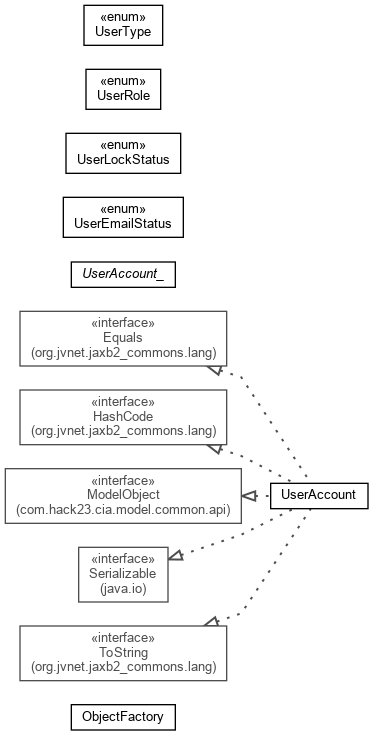 «enum»
UserType
«enum»
UserRole
«enum»
UserLockStatus
«enum»
UserEmailStatus
UserAccount_
«interface»
Equals
(org.jvnet.jaxb2_commons.lang)
«interface»
HashCode
(org.jvnet.jaxb2_commons.lang)
«interface»
ModelObject
(com.hack23.cia.model.common.api)
UserAccount
«interface»
Serializable
(java.io)
«interface»
ToString
(org.jvnet.jaxb2_commons.lang)
ObjectFactory